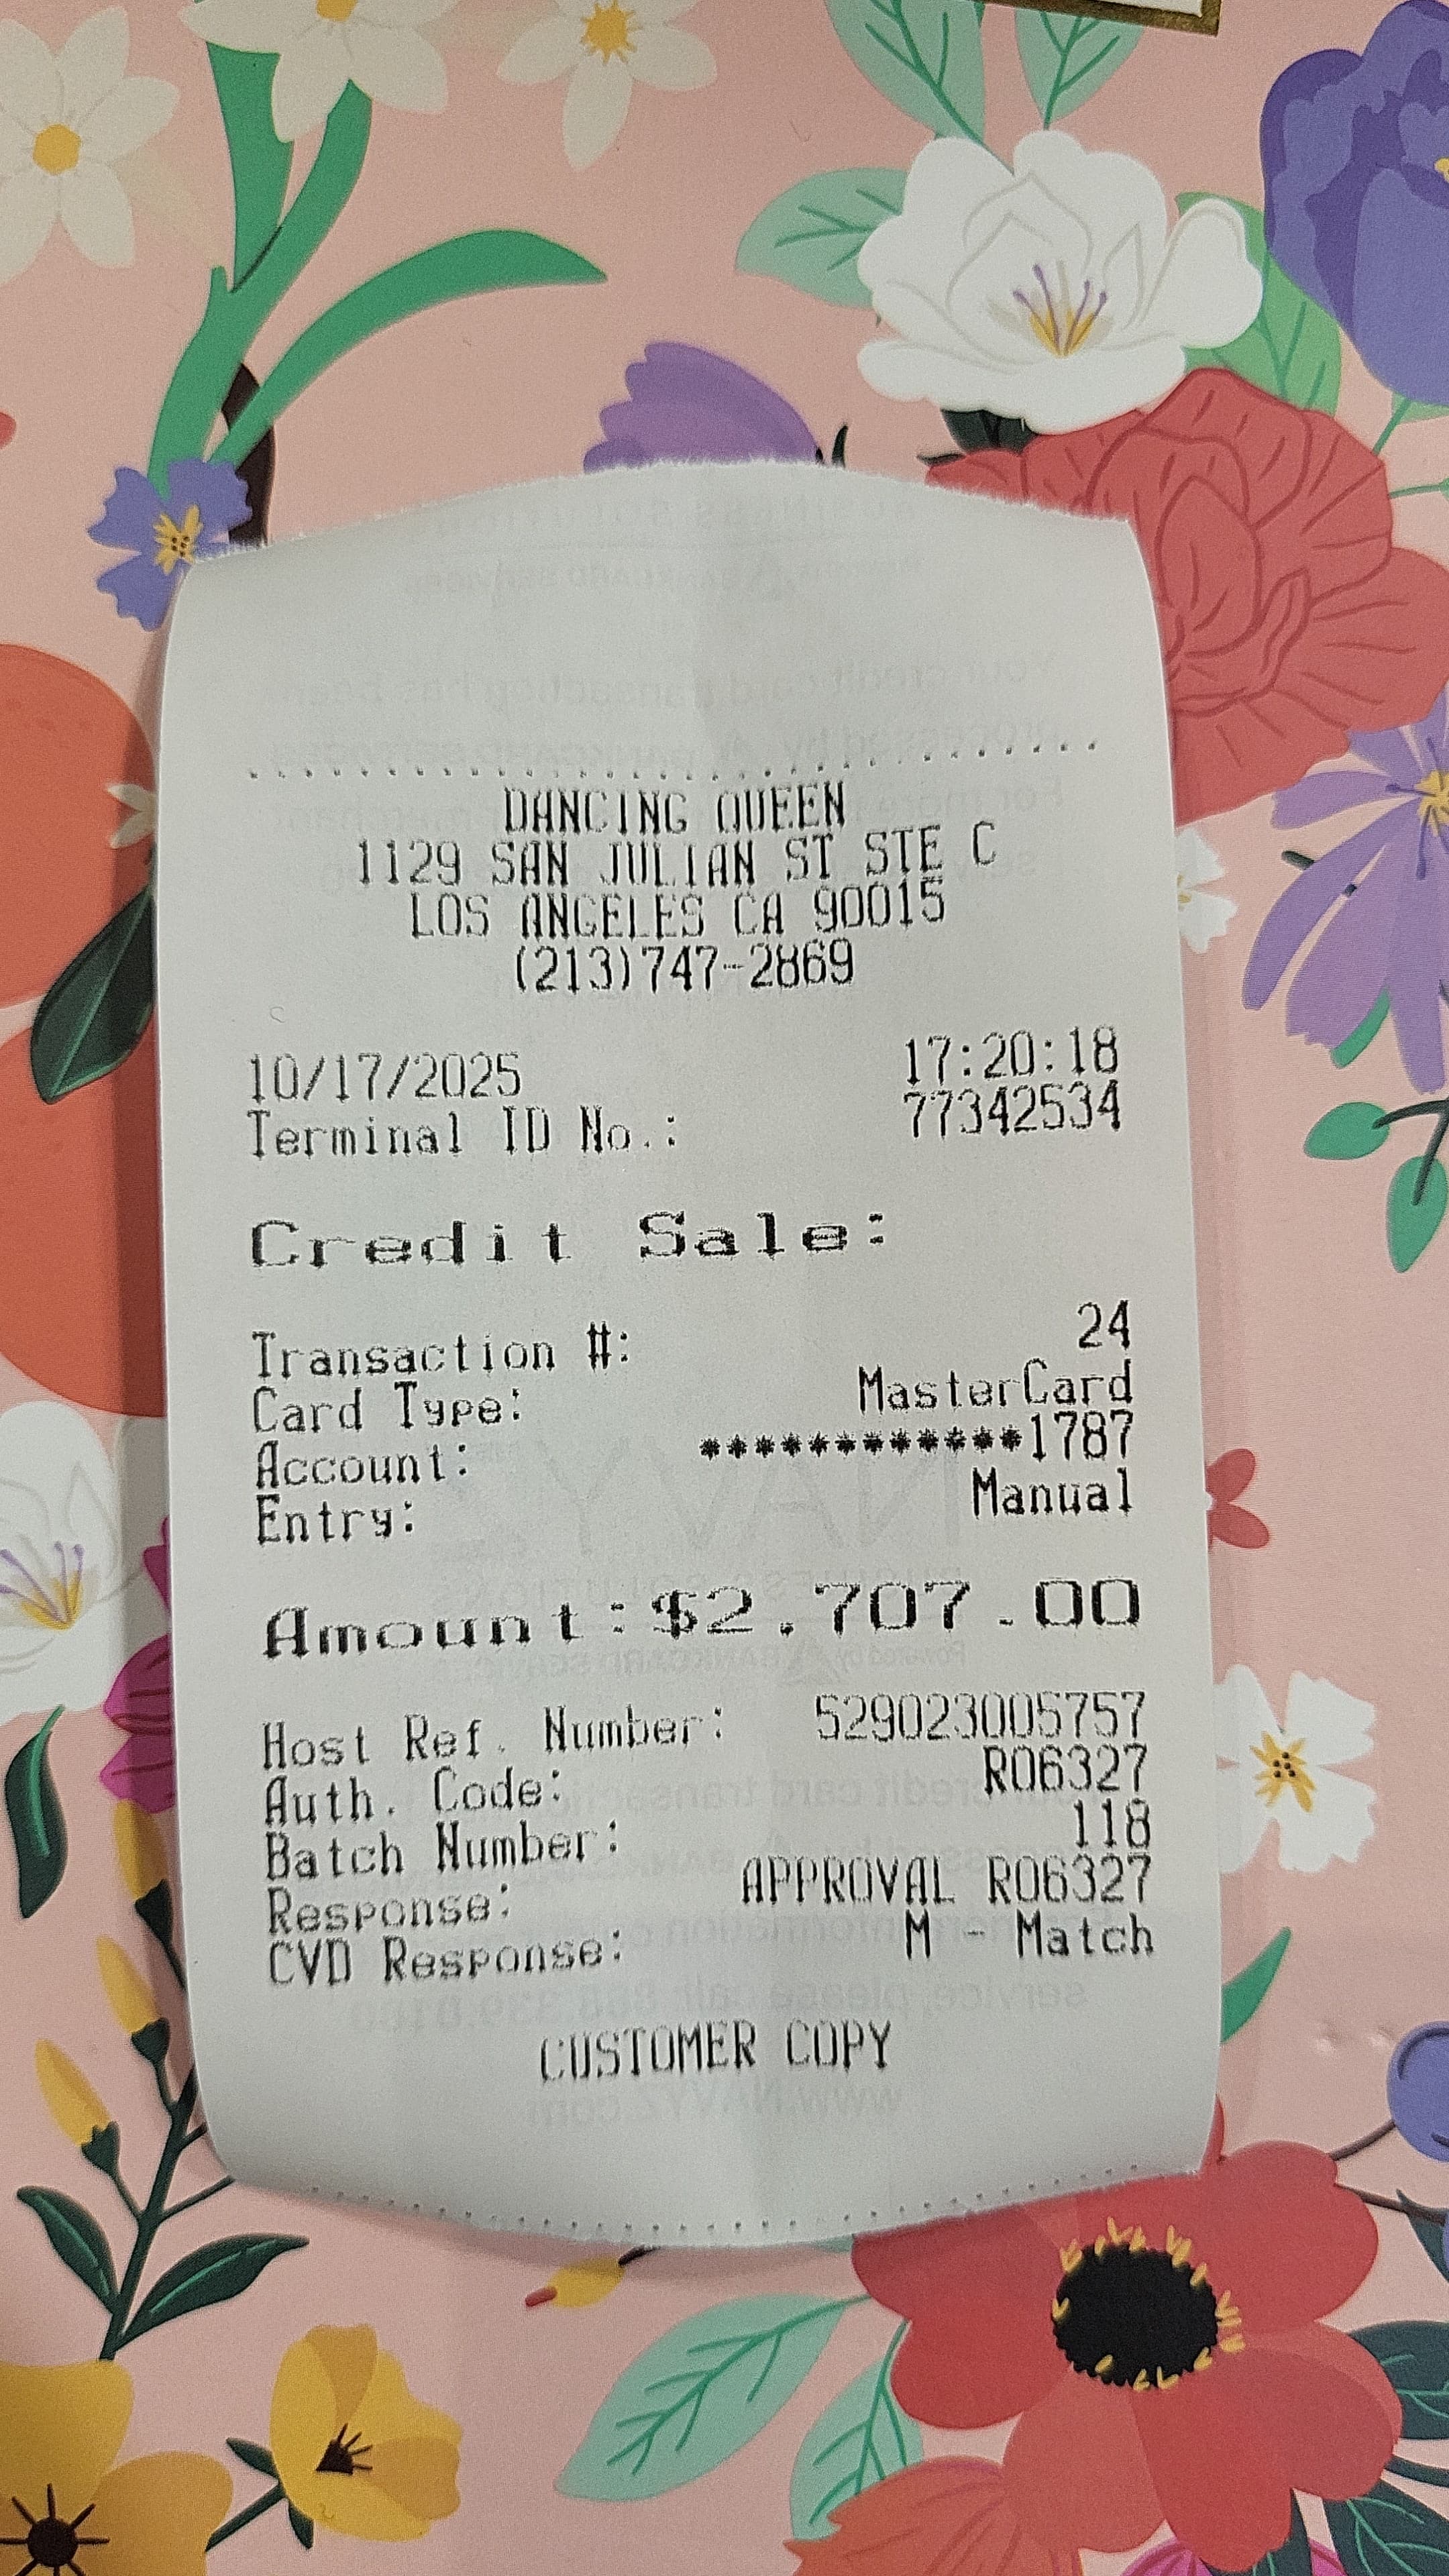 DANCING QUEEN
1129 SAN JULIAN ST STE C
LOS ANGELES CA 90015
(213)747-2869
10/17/2025 17:20:18
Terminal ID No.: 77342534
Credit Sale:
Transaction #: 24
Card Type: MasterCard
Account: ************1787
Entry: Manual
Amount:$2,707.00
Host Ref. Number: 529023005757
Auth. Code: R06327
Batch Number: 118
Response: APPROVAL R06327
CVD Response: M - Match
CUSTOMER COPY